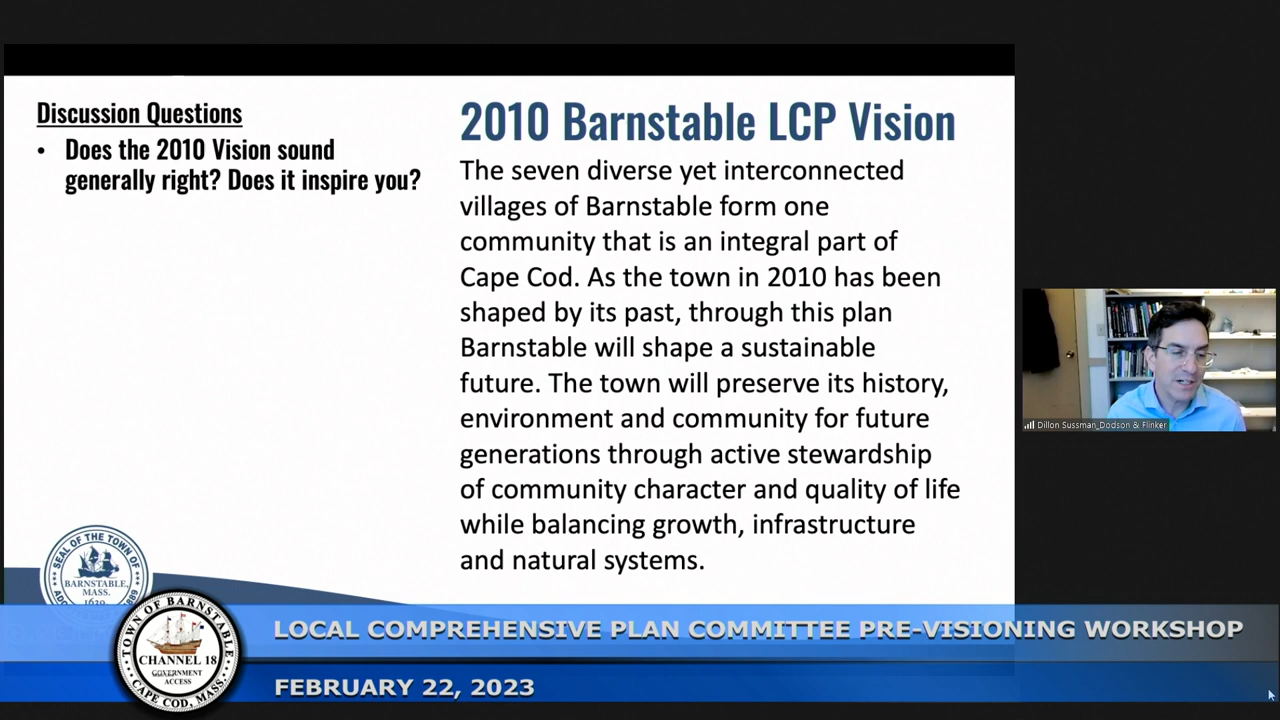 Discussion Questions
• Does the 2010 Vision sound
generally right? Does it inspire you?
2010 Barnstable LCP Vision
The seven diverse yet interconnected
villages of Barnstable form one
community that is an integral part of
Cape Cod. As the town in 2010 has been
shaped by its past, through this plan
Barnstable will shape a sustainable
future. The town will preserve its history,
environment and community for future
generations through active stewardship
of community character and quality of life
while balancing growth, infrastructure
and natural systems.
Dillon Sussman_Dodson & Flinker
SEAL OF THE TOWN OF
BARNSTABLE,
MASS.
TOWN OF BARNSTABLE
CHANNEL 18
GOVERNMENT
ACCESS
CAPE COD, MASS.
LOCAL COMPREHENSIVE PLAN COMMITTEE PRE-VISIONING WORKSHOP
FEBRUARY 22, 2023